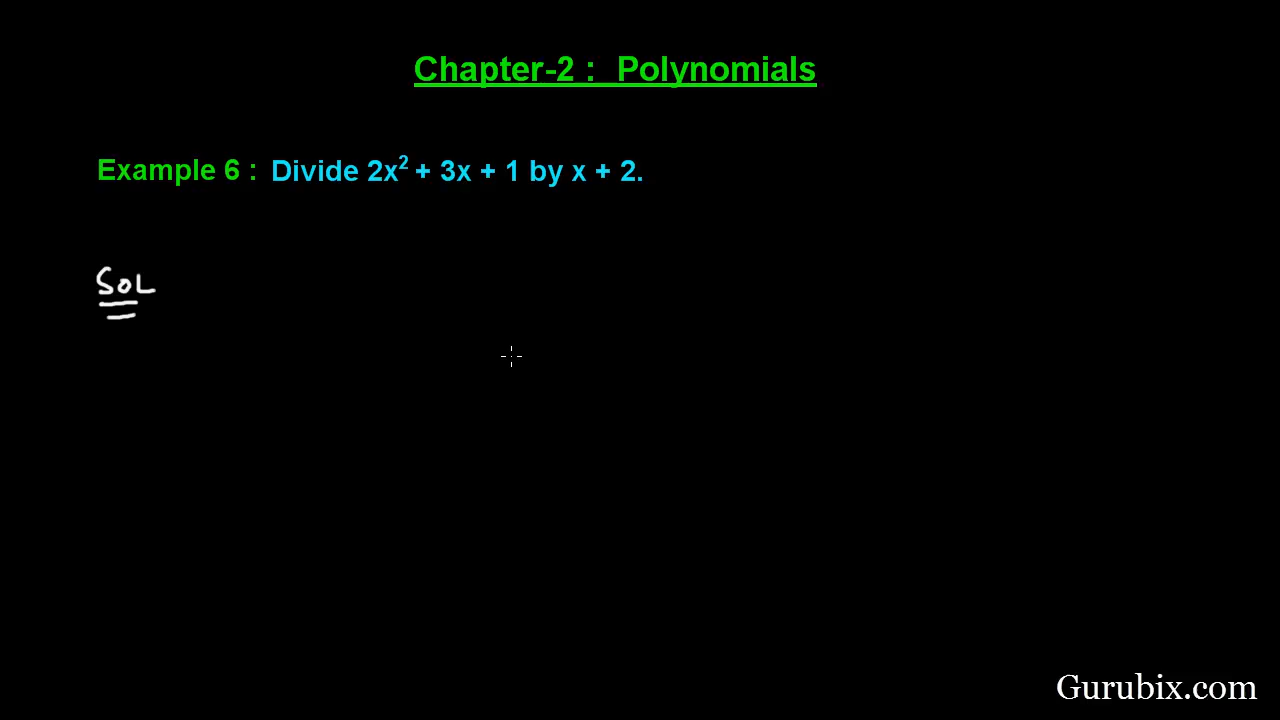 Chapter-2 : Polynomials
Example 6 : Divide 2x² + 3x + 1 by x + 2.
SOL
Gurubix.com